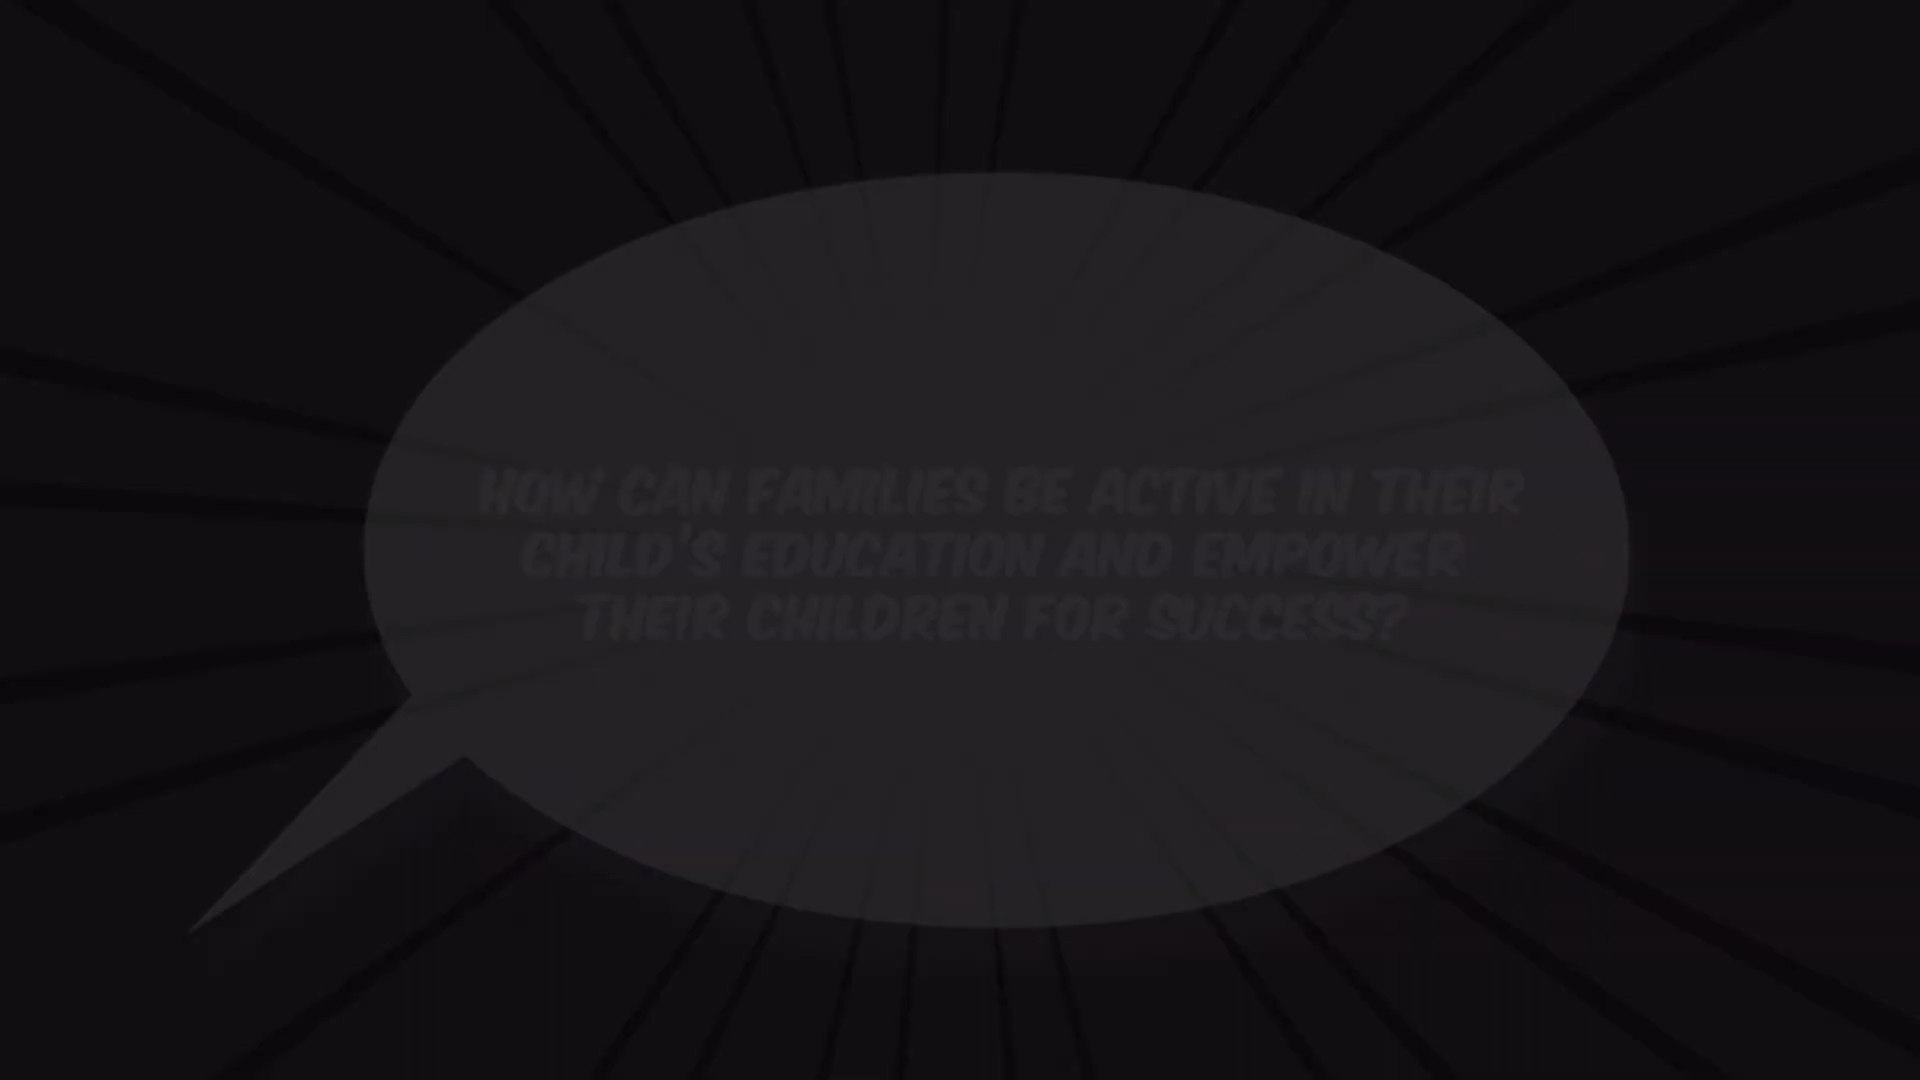 HOW CAN FAMILIES BE ACTIVE IN THEIR
CHILD'S EDUCATION AND EMPOWER
THEIR CHILDREN FOR SUCCESS?